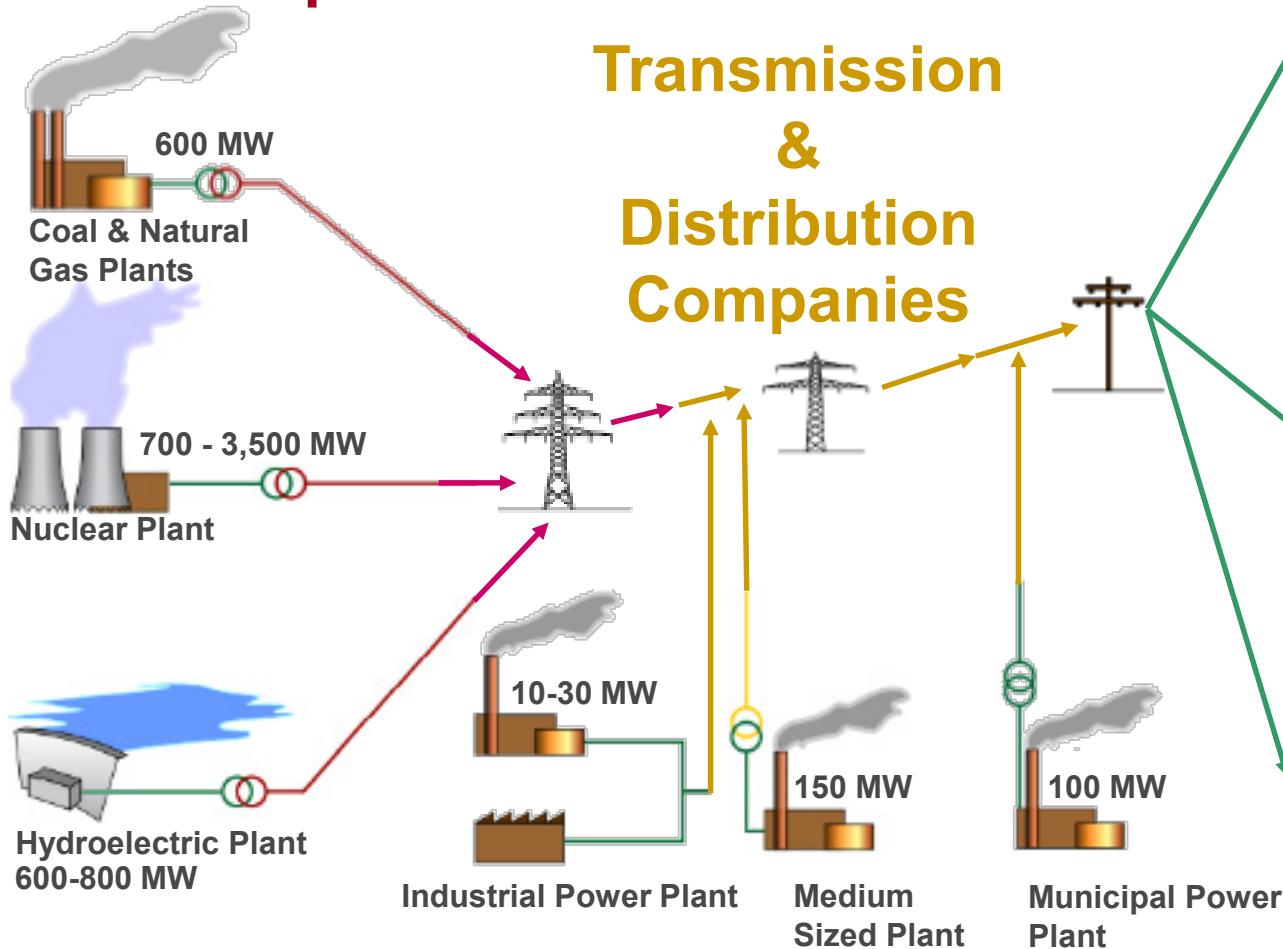 Transmission
&
Distribution
Companies
600 MW
Coal & Natural
Gas Plants
700 - 3,500 MW
Nuclear Plant
Hydroelectric Plant
600-800 MW
10-30 MW
Industrial Power Plant
150 MW
Medium
Sized Plant
100 MW
Municipal Power
Plant